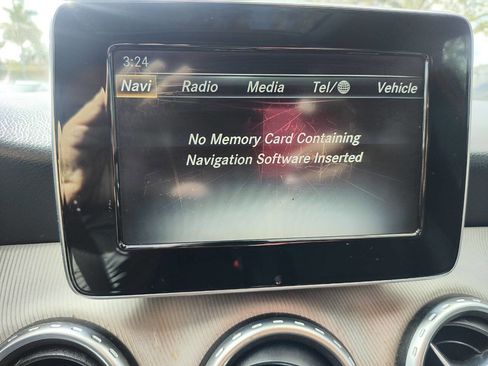 3:24
Navi Radio Media Tel/ Vehicle
No Memory Card Containing
Navigation Software Inserted